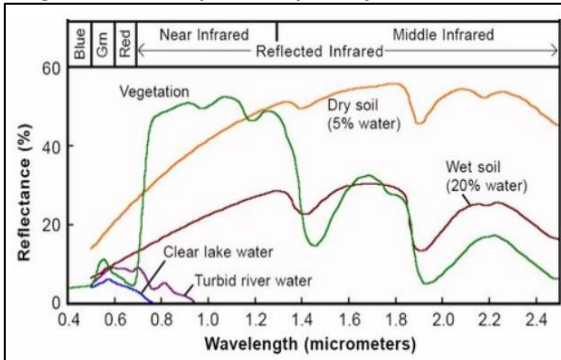 Blue
Grn
Red
Near Infrared
Middle Infrared
Reflected Infrared
60
40
20
0
Reflectance (%)
Vegetation
Dry soil
(5% water)
Wet soil
(20% water)
Clear lake water
Turbid river water
0.4 0.6 0.8 1.0 1.2 1.4 1.6 1.8 2.0 2.2 2.4
Wavelength (micrometers)